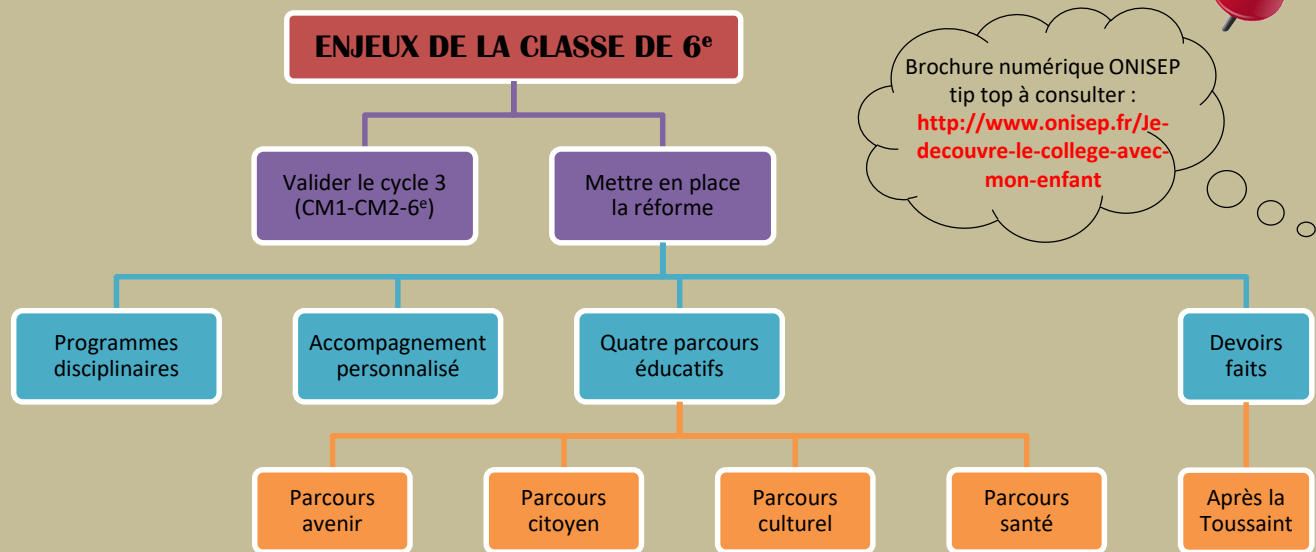 ENJEUX DE LA CLASSE DE 6e
Brochure numérique ONISEP
tip top à consulter :
http://www.onisep.fr/Je-
decouvre-le-college-avec-
mon-enfant
Valider le cycle 3
(CM1-CM2-6e)
Mettre en place
la réforme
Programmes
disciplinaires
Accompagnement
personnalisé
Quatre parcours
éducatifs
Devoirs
faits
Parcours
avenir
Parcours
citoyen
Parcours
culturel
Parcours
santé
Après la
Toussaint